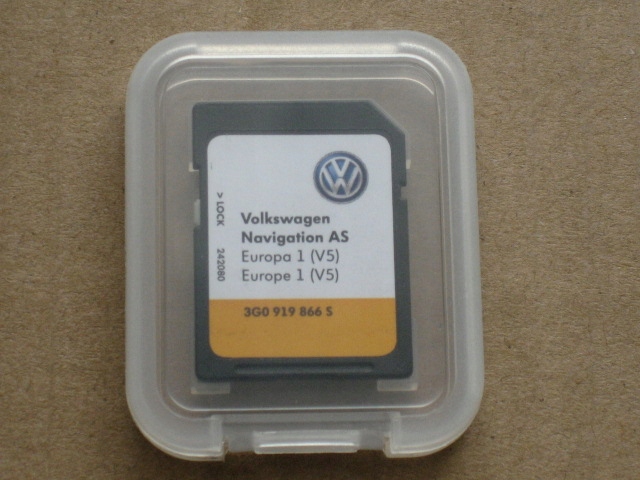 Volkswagen
Navigation AS
Europa 1 (V5)
Europe 1 (V5)
3G0 919 866 S
> LOCK
242080